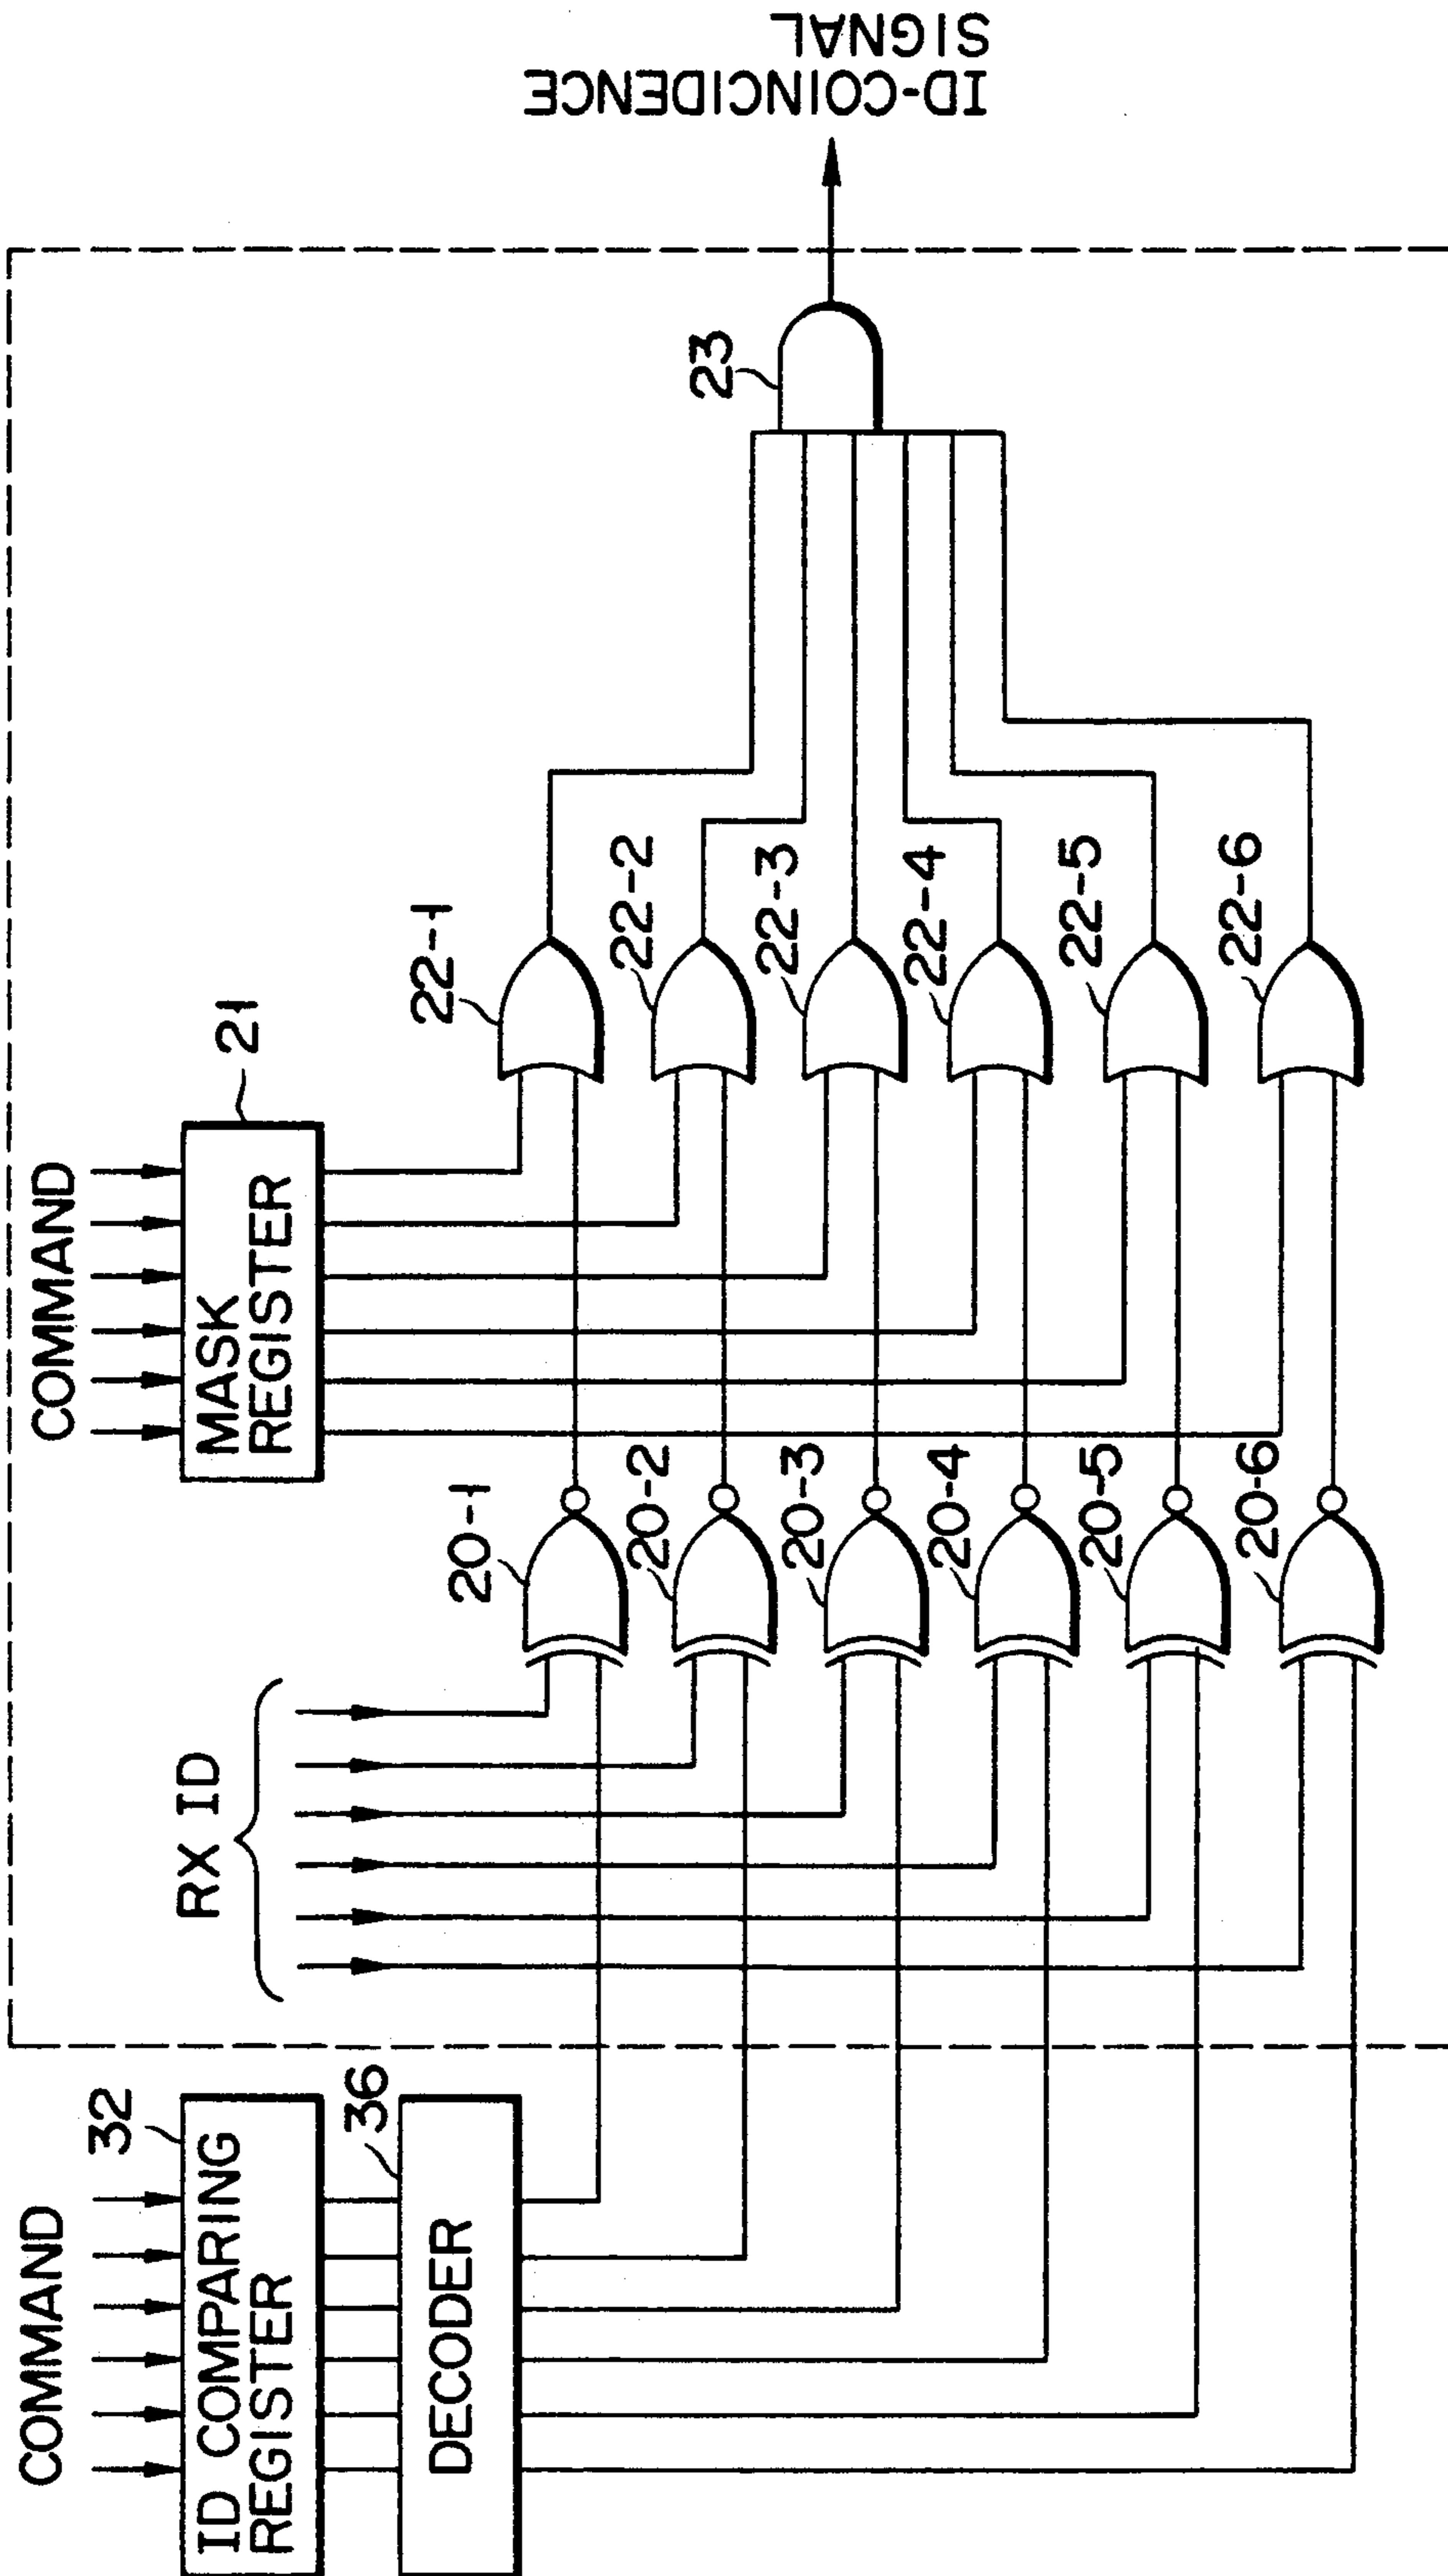 COMMAND
32
ID COMPARING
REGISTER
36
DECODER
RX ID
COMMAND
21
MASK
REGISTER
20-1
20-2
20-3
20-4
20-5
20-6
22-1
22-2
22-3
22-4
22-5
22-6
23
ID-COINCIDENCE
SIGNAL